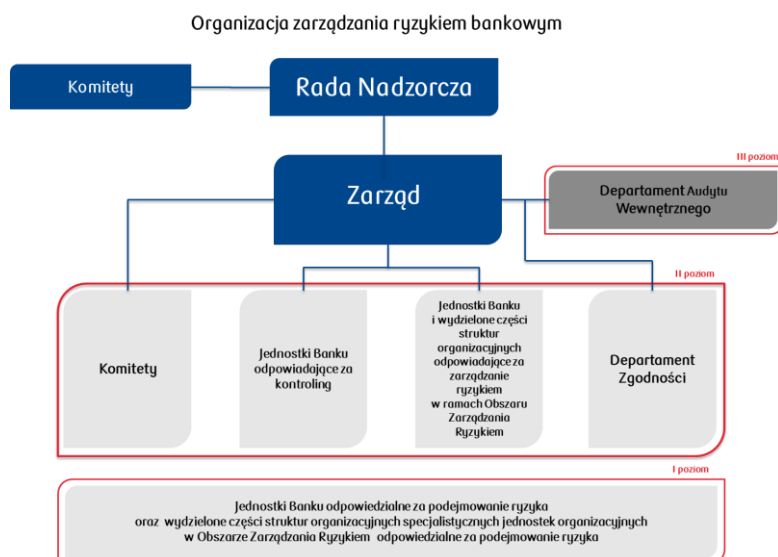 Organizacja zarządzania ryzykiem bankowym
Komitety
Rada Nadzorcza
III poziom
Zarząd
Departament Audytu
Wewnętrznego
II poziom
Komitety
Jednostki Banku
odpowiadające za
kontroling
Jednostki Banku
i wydzielone części
struktur
organizacyjnych
odpowiadające za
zarządzanie
ryzykiem
w ramach Obszaru
Zarządzania
Ryzykiem
Departament
Zgodności
I poziom
Jednostki Banku odpowiedzialne za podejmowanie ryzyka
oraz wydzielone części struktur organizacyjnych specjalistycznych jednostek organizacyjnych
w Obszarze Zarządzania Ryzykiem odpowiedzialne za podejmowanie ryzyka